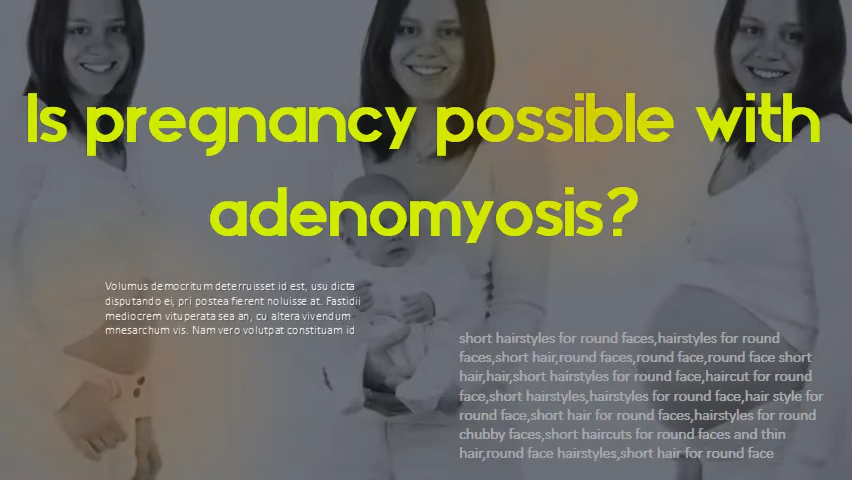 Is pregnancy possible with
adenomyosis?
Volumus democritum deterruisset id est, usu dicta
disputando ei, pri postea fierent noluisse at. Fastidii
mediocrem vituperata sea an, cu altera vivendum
mnesarchum vis. Nam vero volutpat constituam id
short hairstyles for round faces,hairstyles for round
faces,short hair,round faces,round face,round face short
hair,hair,short hairstyles for round face,haircut for round
face,short hairstyles,hairstyles for round face,hair style for
round face,short hair for round faces,hairstyles for round
chubby faces,short haircuts for round faces and thin
hair,round face hairstyles,short hair for round face